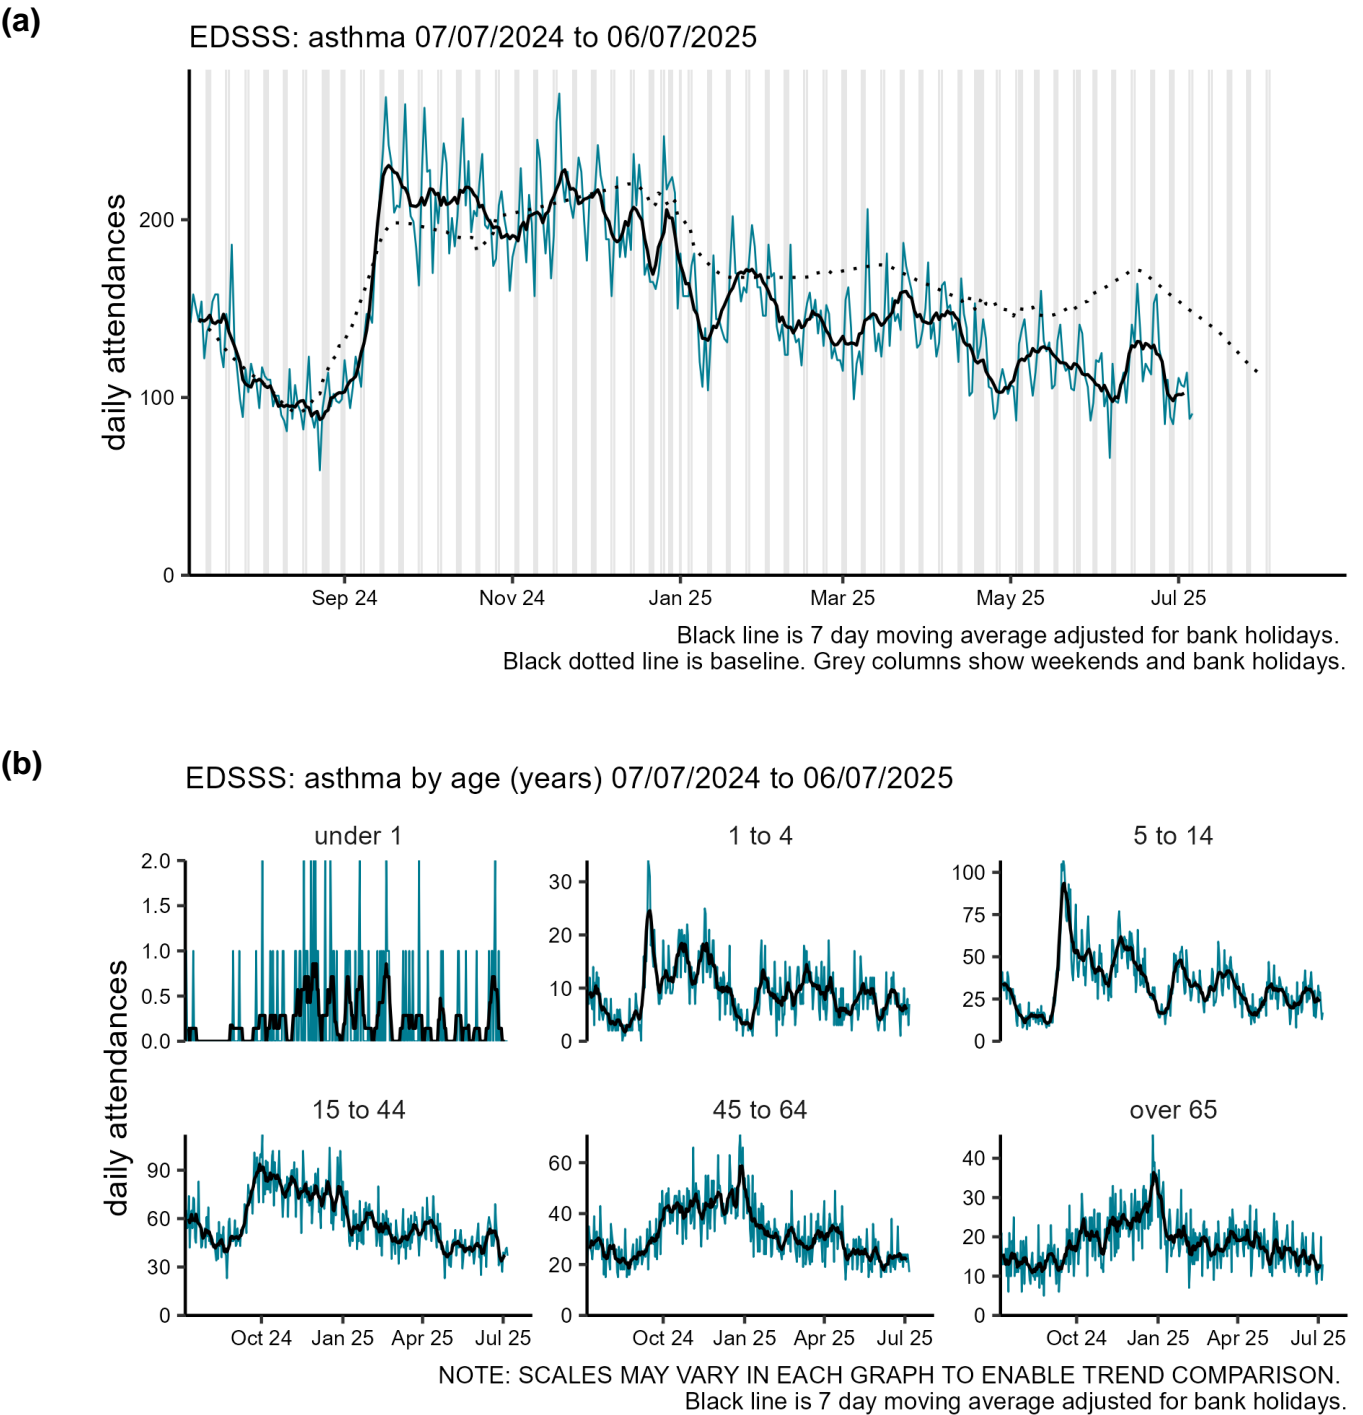 (a)
EDSSS: asthma 07/07/2024 to 06/07/2025
daily attendances
200
100
0
Sep 24 Nov 24 Jan 25 Mar 25 May 25 Jul 25
Black line is 7 day moving average adjusted for bank holidays.
Black dotted line is baseline. Grey columns show weekends and bank holidays.
(b)
EDSSS: asthma by age (years) 07/07/2024 to 06/07/2025
daily attendances
under 1
2.0
1.5
1.0
0.5
0.0
1 to 4
30
20
10
0
5 to 14
100
75
50
25
0
15 to 44
90
60
30
0
Oct 24 Jan 25 Apr 25 Jul 25
45 to 64
60
40
20
0
Oct 24 Jan 25 Apr 25 Jul 25
over 65
40
30
20
10
0
Oct 24 Jan 25 Apr 25 Jul 25
NOTE: SCALES MAY VARY IN EACH GRAPH TO ENABLE TREND COMPARISON.
Black line is 7 day moving average adjusted for bank holidays.